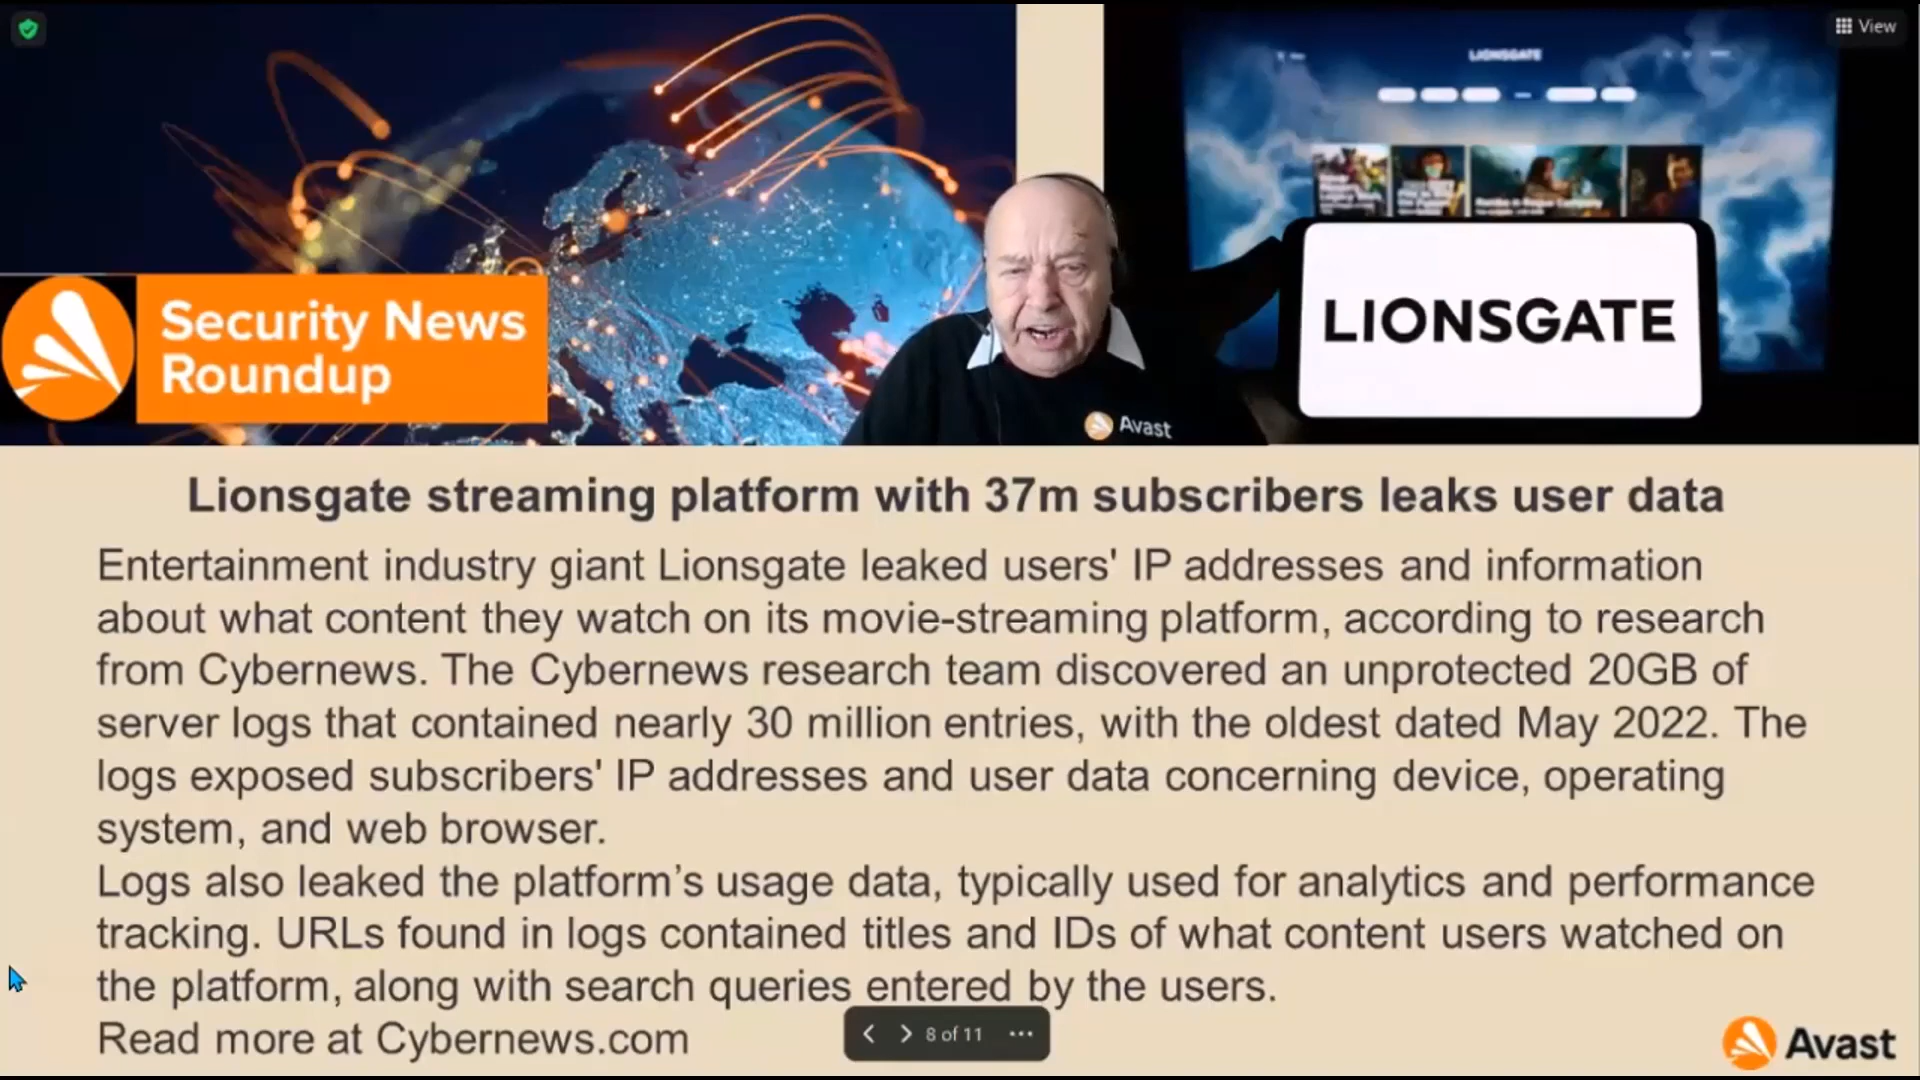 View
LIONSGATE
Security News
Roundup
LIONSGATE
Avast
Lionsgate streaming platform with 37m subscribers leaks user data
Entertainment industry giant Lionsgate leaked users' IP addresses and information
about what content they watch on its movie-streaming platform, according to research
from Cybernews. The Cybernews research team discovered an unprotected 20GB of
server logs that contained nearly 30 million entries, with the oldest dated May 2022. The
logs exposed subscribers' IP addresses and user data concerning device, operating
system, and web browser.
Logs also leaked the platform’s usage data, typically used for analytics and performance
tracking. URLs found in logs contained titles and IDs of what content users watched on
the platform, along with search queries entered by the users.
Read more at Cybernews.com
8 of 11
Avast